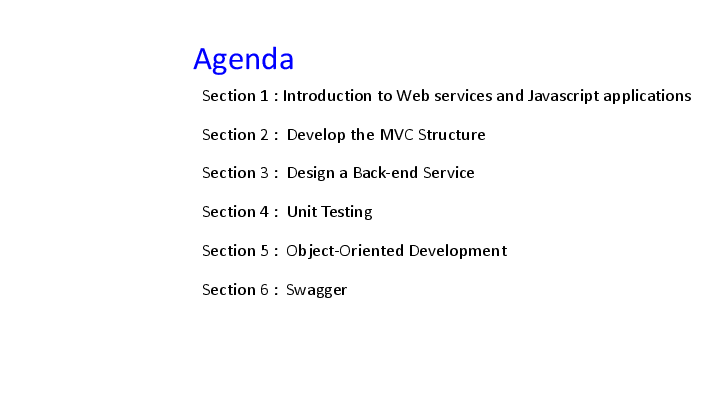 Agenda
Section 1 : Introduction to Web services and Javascript applications
Section 2 : Develop the MVC Structure
Section 3 : Design a Back-end Service
Section 4 : Unit Testing
Section 5 : Object-Oriented Development
Section 6 : Swagger